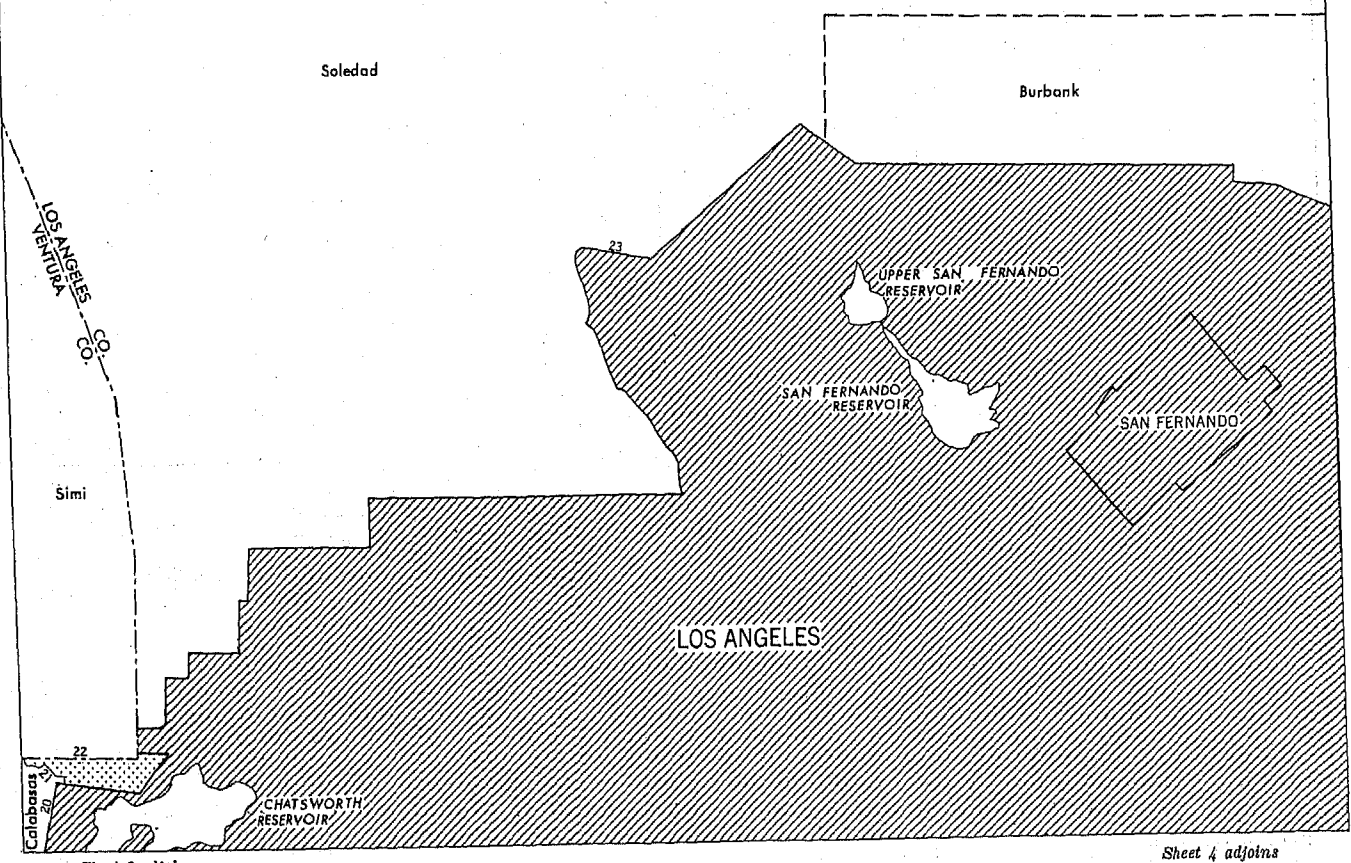 Soledad
Burbank
LOS ANGELES CO.
VENTURA CO.
23
UPPER SAN FERNANDO
RESERVOIR
SAN FERNANDO
RESERVOIR
SAN FERNANDO
Simi
LOS ANGELES
22
21
20
Calabasas
CHATSWORTH
RESERVOIR
Sheet 4 adjoins